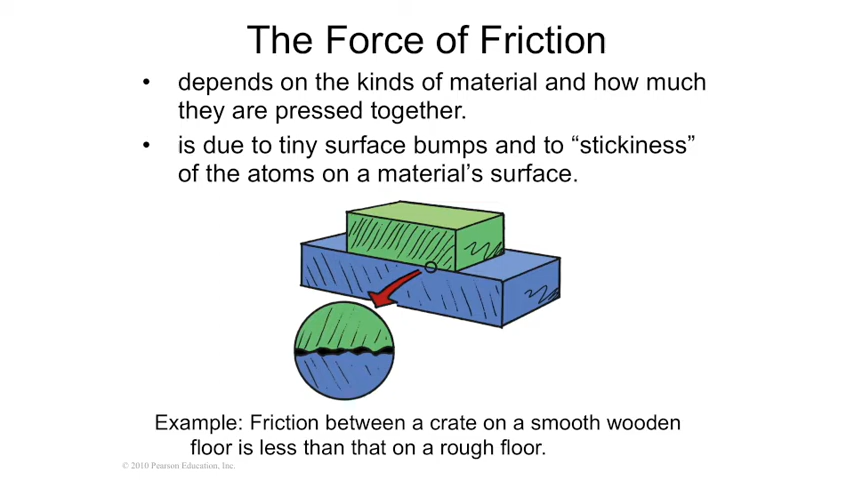 The Force of Friction
• depends on the kinds of material and how much
they are pressed together.
• is due to tiny surface bumps and to “stickiness”
of the atoms on a material’s surface.
Example: Friction between a crate on a smooth wooden
floor is less than that on a rough floor.
© 2010 Pearson Education, Inc.